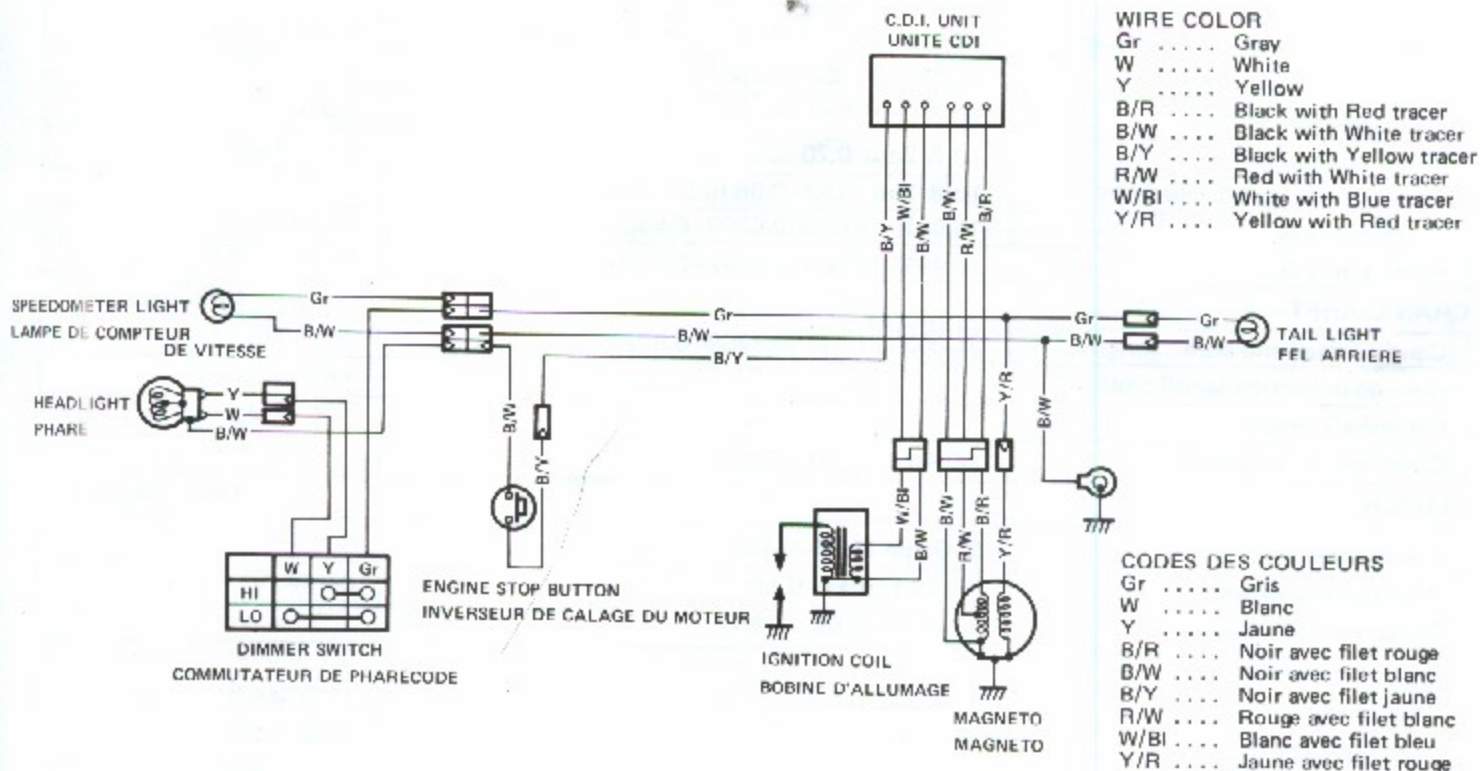 C.D.I. UNIT
UNITE CDI
WIRE COLOR
Gr ..... Gray
W ..... White
Y ..... Yellow
B/R .... Black with Red tracer
B/W .... Black with White tracer
B/Y .... Black with Yellow tracer
R/W .... Red with White tracer
W/Bl .... White with Blue tracer
Y/R .... Yellow with Red tracer
B/Y
W/Bl
B/W
B/W
R/W
B/R
SPEEDOMETER LIGHT
LAMPE DE COMPTEUR
DE VITESSE
Gr
B/W
Gr
B/W
B/Y
Gr
B/W
Gr
B/W
TAIL LIGHT
FEL ARRIERE
HEADLIGHT
PHARE
Y
W
B/W
B/W
B/Y
Y/R
B/W
W/Bl
B/W
B/W
R/W
B/R
Y/R
W Y Gr
HI
LO
DIMMER SWITCH
COMMUTATEUR DE PHARECODE
ENGINE STOP BUTTON
INVERSEUR DE CALAGE DU MOTEUR
IGNITION COIL
BOBINE D'ALLUMAGE
MAGNETO
MAGNETO
CODES DES COULEURS
Gr ..... Gris
W ..... Blanc
Y ..... Jaune
B/R .... Noir avec filet rouge
B/W .... Noir avec filet blanc
B/Y .... Noir avec filet jaune
R/W .... Rouge avec filet blanc
W/Bl .... Blanc avec filet bleu
Y/R .... Jaune avec filet rouge